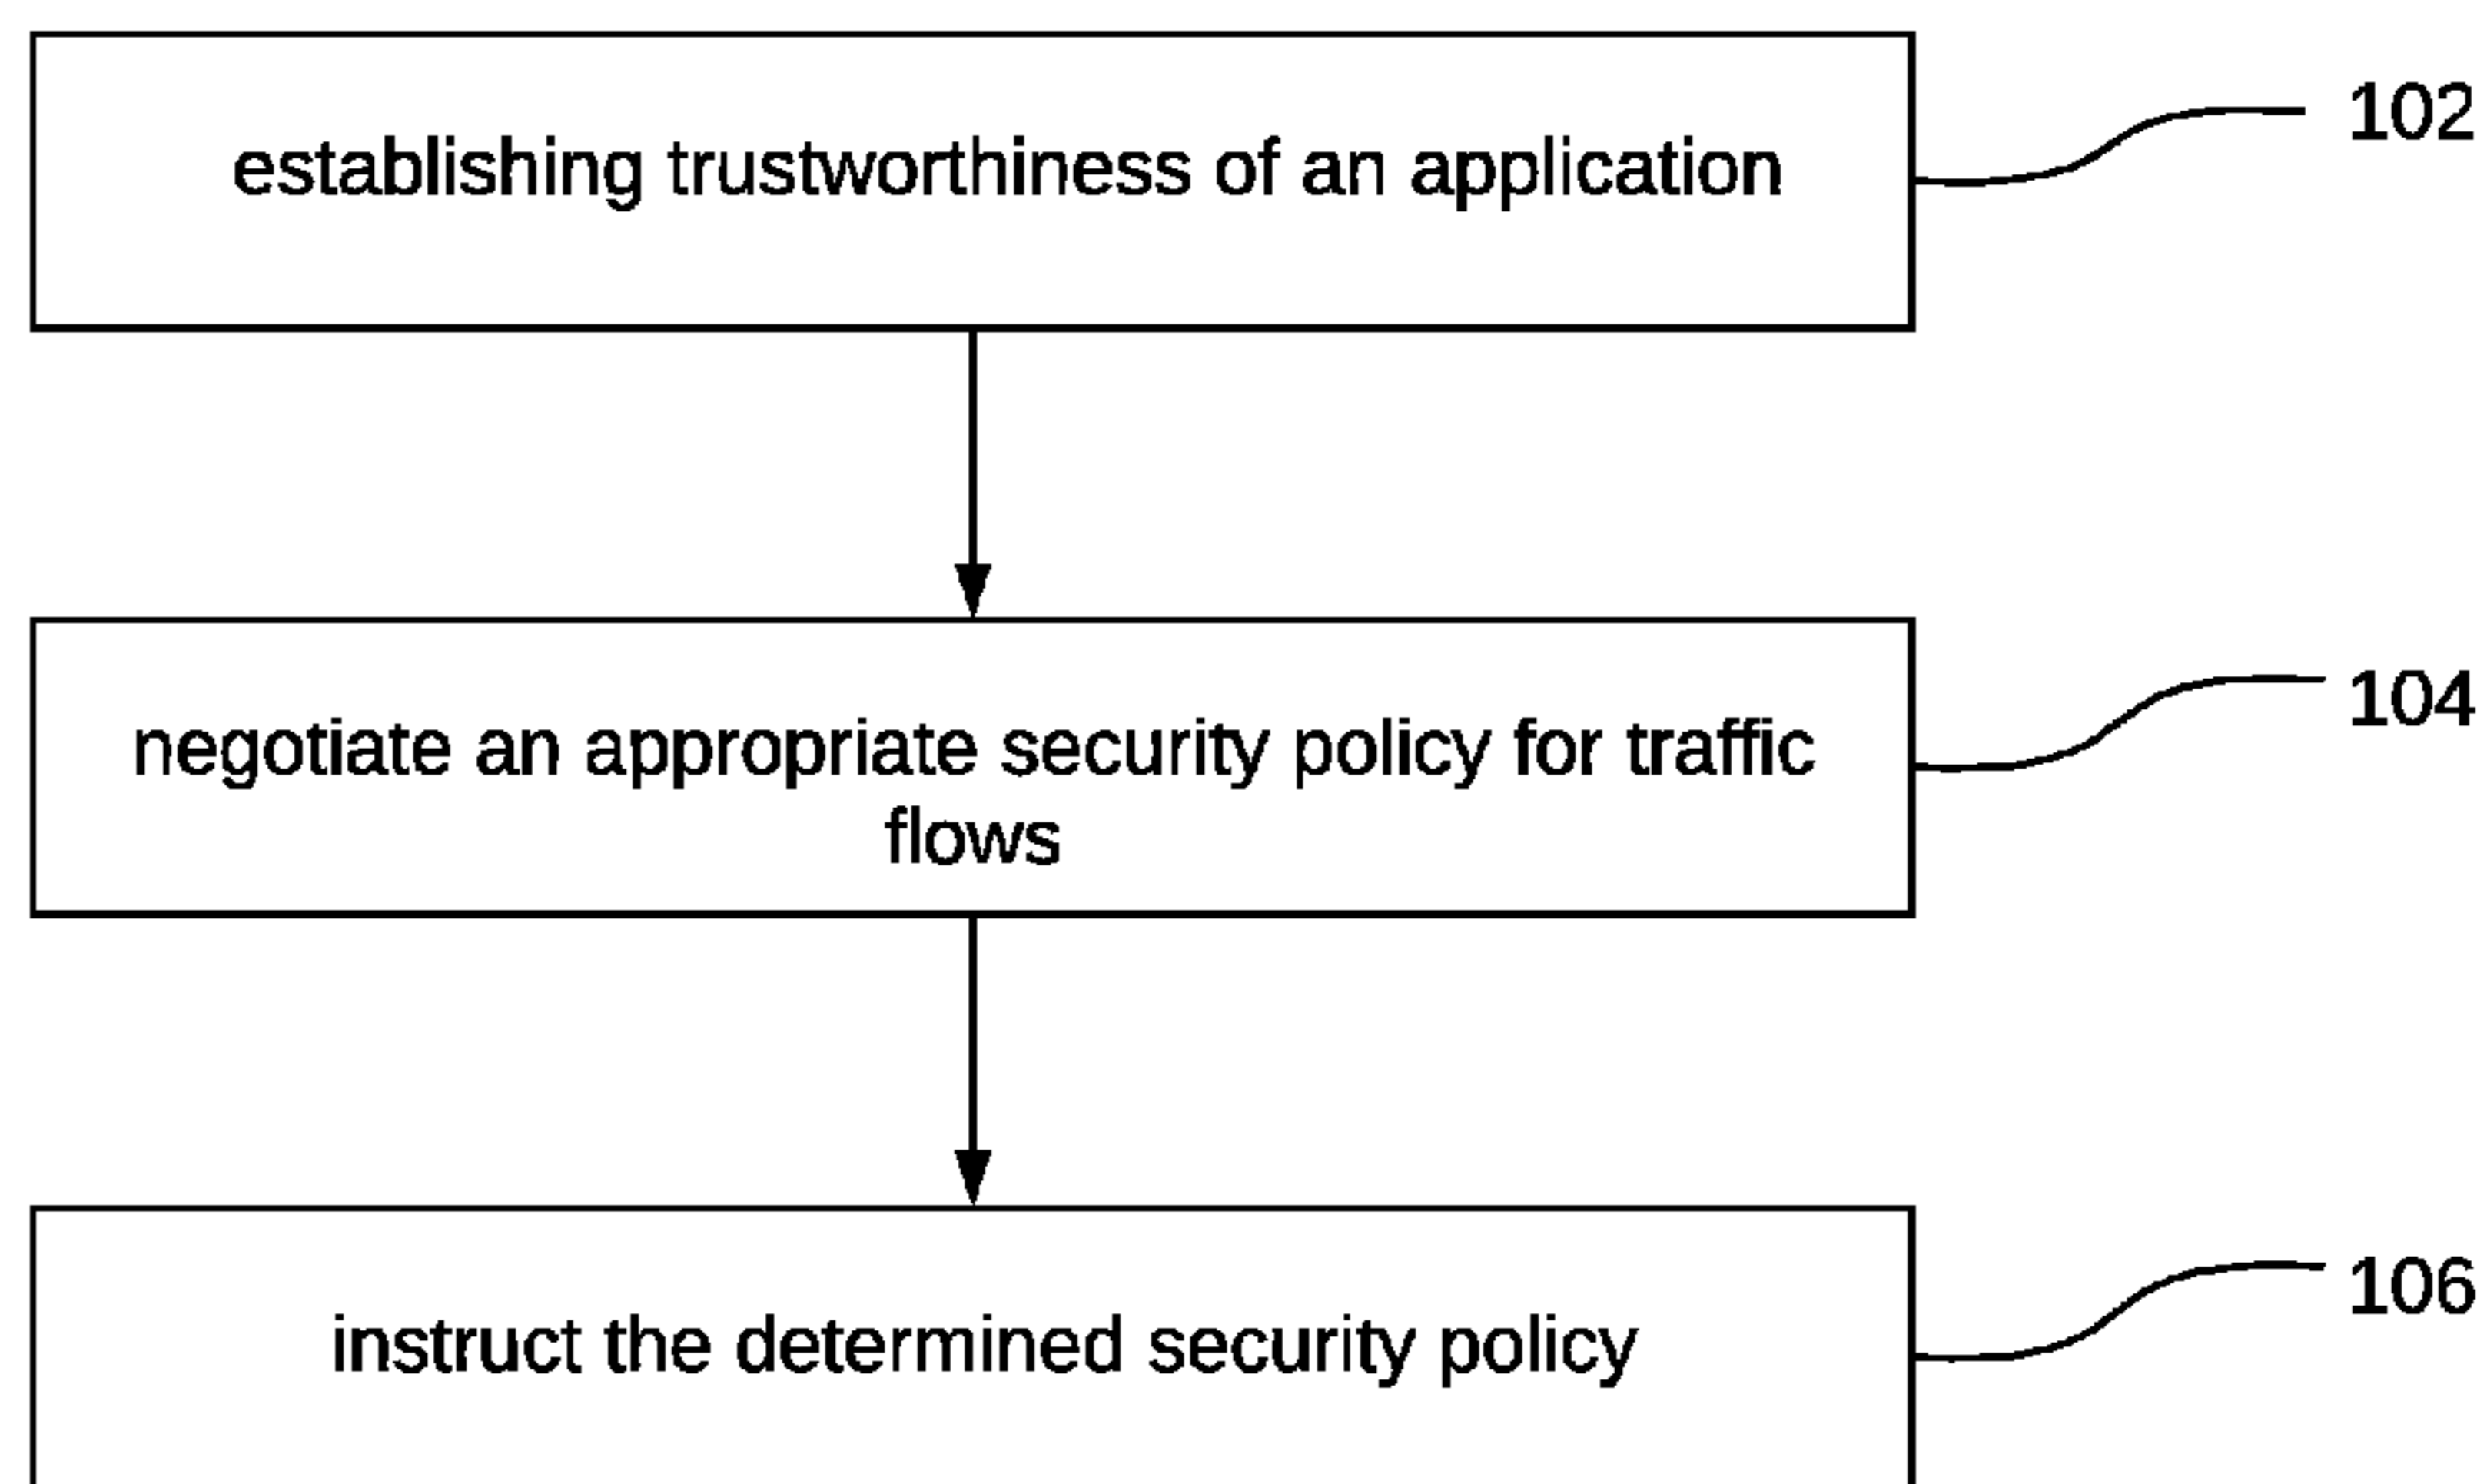 establishing trustworthiness of an application
102
negotiate an appropriate security policy for traffic
flows
104
instruct the determined security policy
106